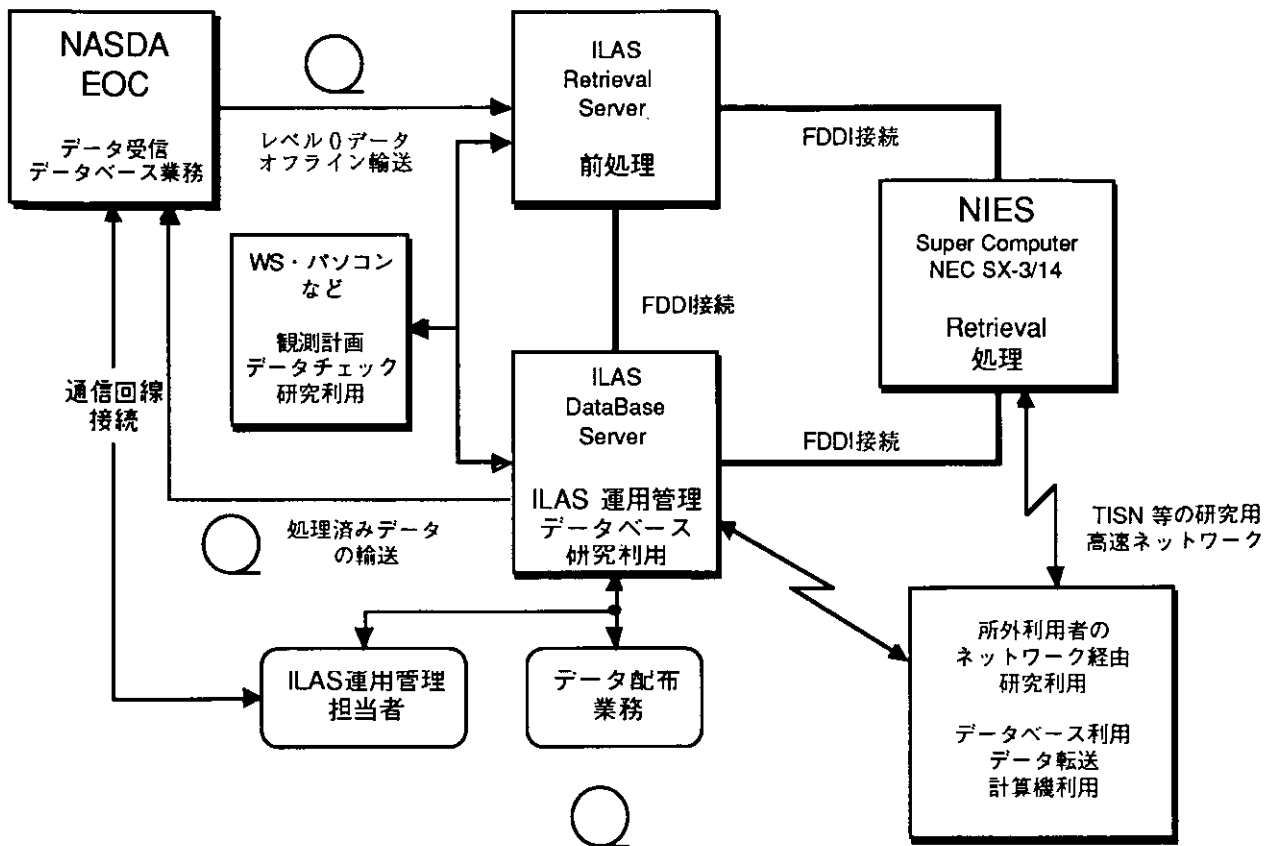 NASDA
EOC
データ受信
データベース業務
レベル0データ
オフライン輸送
ILAS
Retrieval
Server
前処理
FDDI接続
NIES
Super Computer
NEC SX-3/14
Retrieval
処理
WS・パソコン
など
観測計画
データチェック
研究利用
FDDI接続
通信回線
接続
ILAS
DataBase
Server
ILAS 運用管理
データベース
研究利用
FDDI接続
処理済みデータ
の輸送
TISN 等の研究用
高速ネットワーク
ILAS運用管理
担当者
データ配布
業務
所外利用者の
ネットワーク経由
研究利用
データベース利用
データ転送
計算機利用